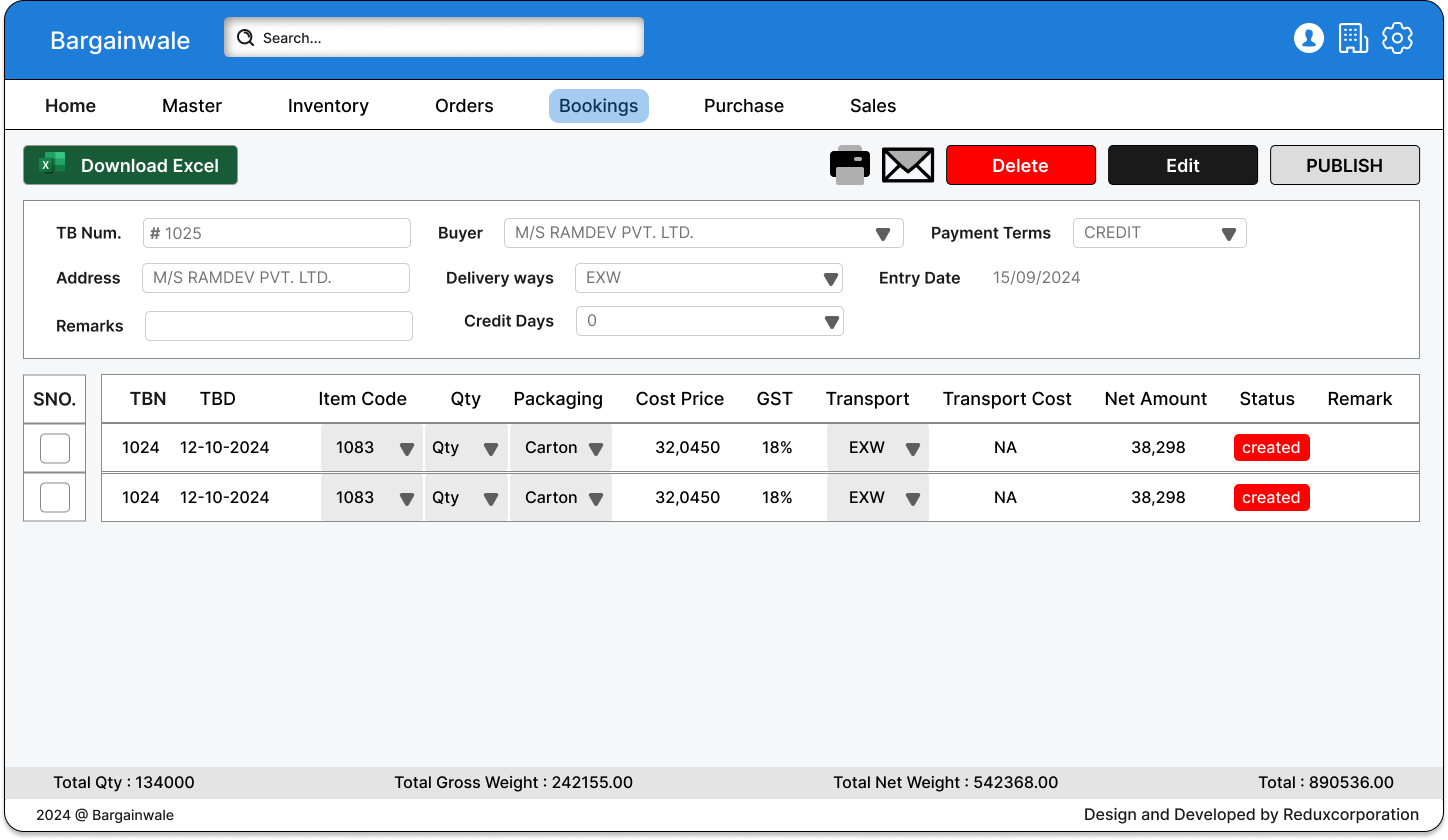 Bargainwale Search...
Home Master Inventory Orders Bookings Purchase Sales
X Download Excel Delete Edit PUBLISH
TB Num. # 1025 Buyer M/S RAMDEV PVT. LTD. Payment Terms CREDIT
Address M/S RAMDEV PVT. LTD. Delivery ways EXW Entry Date 15/09/2024
Remarks Credit Days 0
SNO. TBN TBD Item Code Qty Packaging Cost Price GST Transport Transport Cost Net Amount Status Remark
1024 12-10-2024 1083 Qty Carton 32,0450 18% EXW NA 38,298 created
1024 12-10-2024 1083 Qty Carton 32,0450 18% EXW NA 38,298 created
Total Qty : 134000 Total Gross Weight : 242155.00 Total Net Weight : 542368.00 Total : 890536.00
2024 @ Bargainwale Design and Developed by Reduxcorporation